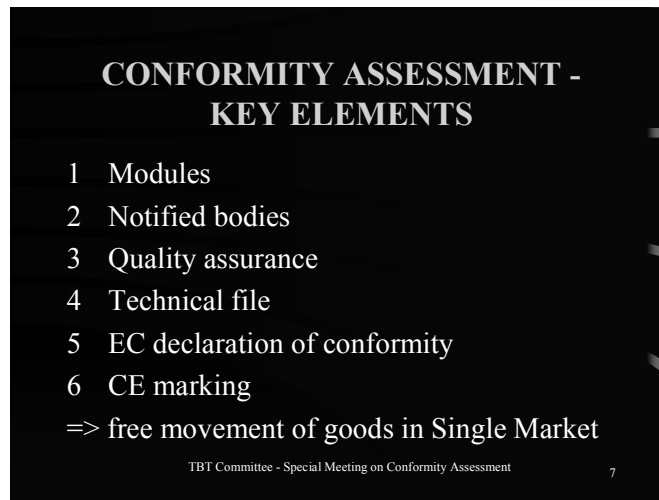 CONFORMITY ASSESSMENT -
KEY ELEMENTS
1 Modules
2 Notified bodies
3 Quality assurance
4 Technical file
5 EC declaration of conformity
6 CE marking
=> free movement of goods in Single Market
TBT Committee - Special Meeting on Conformity Assessment
7